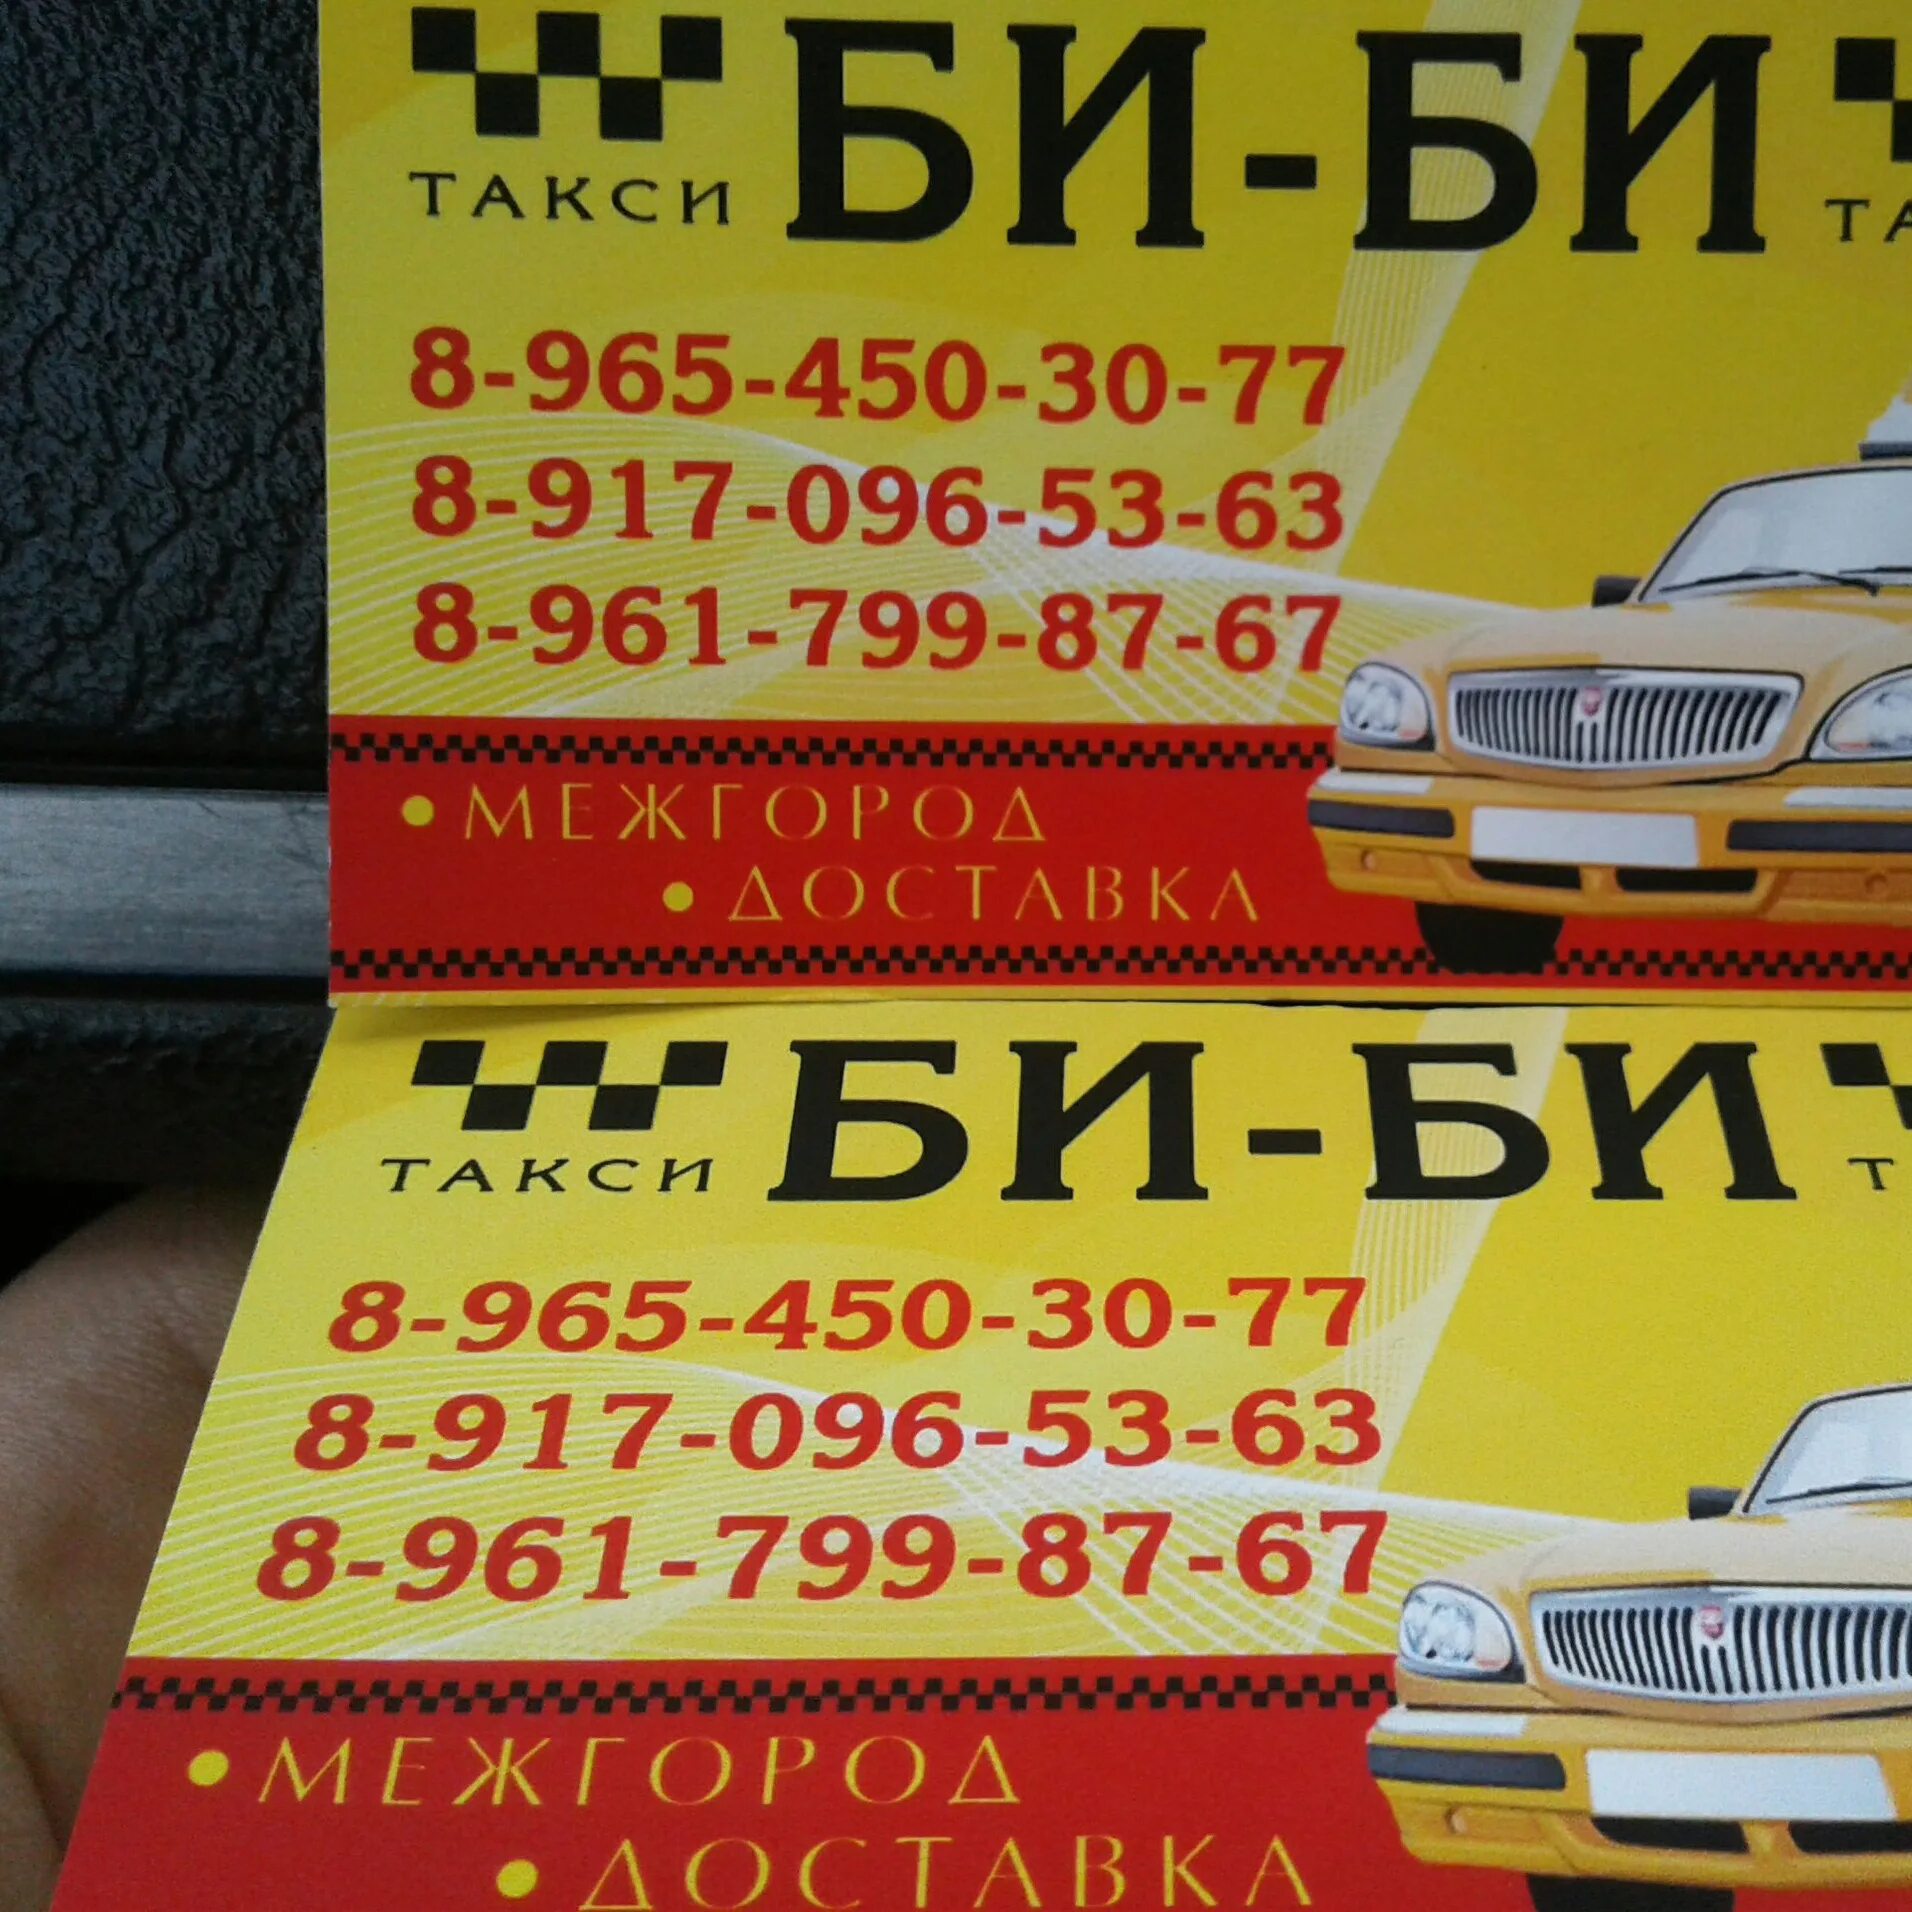 ТАКСИ БИ-БИ
8-965-450-30-77
8-917-096-53-63
8-961-799-87-67
• МЕЖГОРОД
• ДОСТАВКА
ТАКСИ БИ-БИ
8-965-450-30-77
8-917-096-53-63
8-961-799-87-67
• МЕЖГОРОД
• ДОСТАВКА